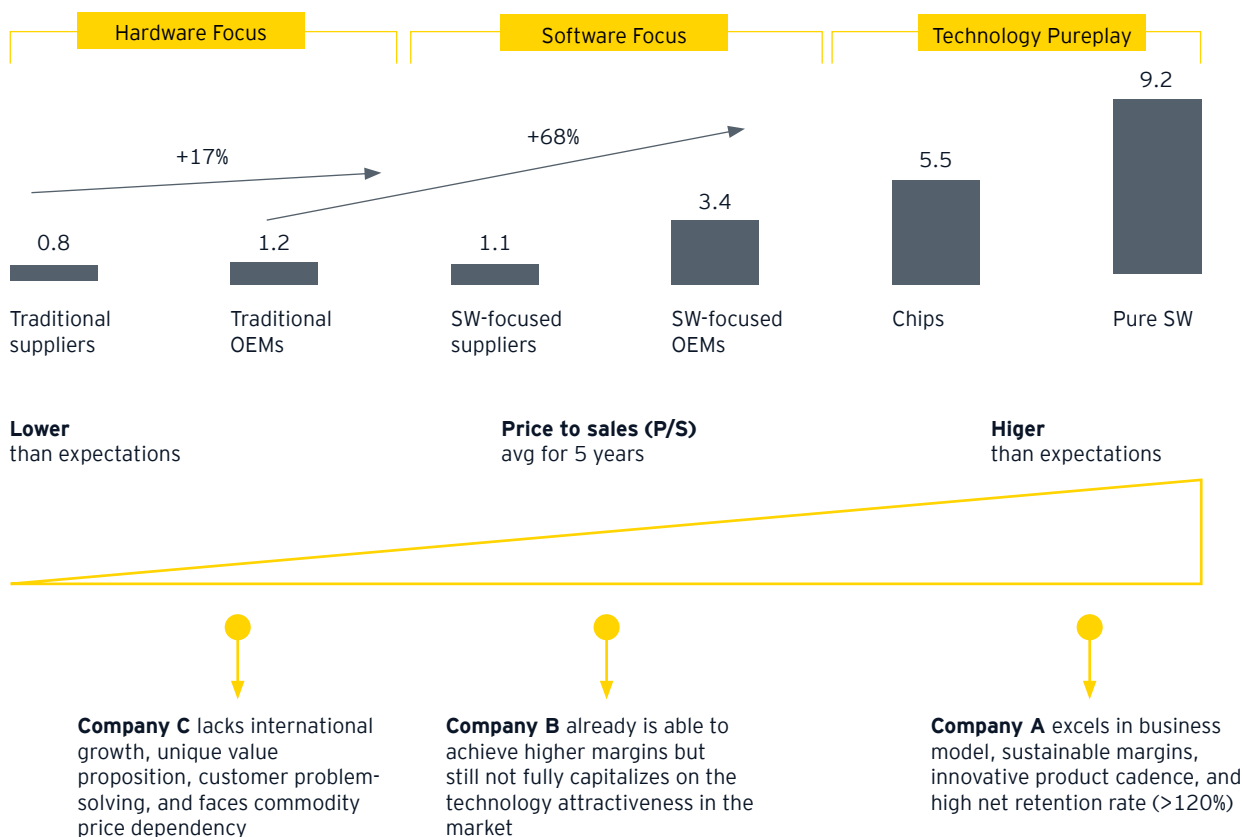 Hardware Focus
Software Focus
Technology Pureplay
+17%
+68%
0.8
1.2
1.1
3.4
5.5
9.2
Traditional
suppliers
Traditional
OEMs
SW-focused
suppliers
SW-focused
OEMs
Chips
Pure SW
Lower
than expectations
Price to sales (P/S)
avg for 5 years
Higer
than expectations
Company C lacks international
growth, unique value
proposition, customer problem-
solving, and faces commodity
price dependency
Company B already is able to
achieve higher margins but
still not fully capitalizes on the
technology attractiveness in the
market
Company A excels in business
model, sustainable margins,
innovative product cadence, and
high net retention rate (>120%)